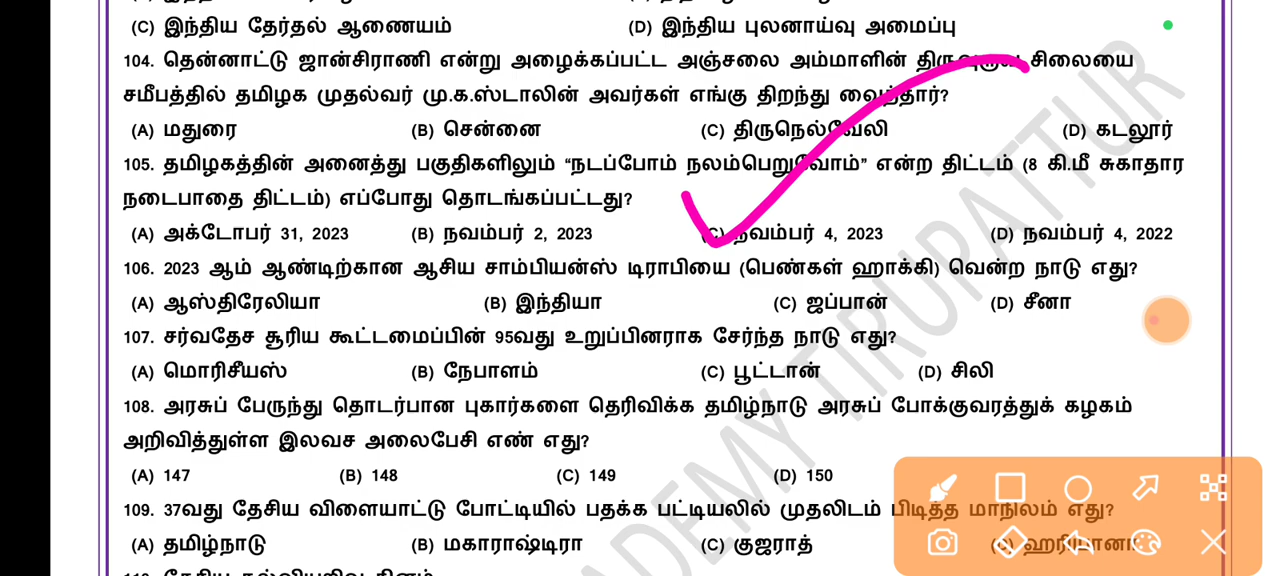 (C) இந்திய தேர்தல் ஆணையம் (D) இந்திய புலனாய்வு அமைப்பு
104. தென்னாட்டு ஜான்சிராணி என்று அழைக்கப்பட்ட அஞ்சலை அம்மாளின் திருவுருவ சிலையை
சமீபத்தில் தமிழக முதல்வர் மு.க.ஸ்டாலின் அவர்கள் எங்கு திறந்து வைத்தார்?
(A) மதுரை (B) சென்னை (C) திருநெல்வேலி (D) கடலூர்
105. தமிழகத்தின் அனைத்து பகுதிகளிலும் “நடப்போம் நலம்பெறுவோம்” என்ற திட்டம் (8 கி.மீ சுகாதார
நடைபாதை திட்டம்) எப்போது தொடங்கப்பட்டது?
(A) அக்டோபர் 31, 2023 (B) நவம்பர் 2, 2023 (C) நவம்பர் 4, 2023 (D) நவம்பர் 4, 2022
106. 2023 ஆம் ஆண்டிற்கான ஆசிய சாம்பியன்ஸ் டிராபியை (பெண்கள் ஹாக்கி) வென்ற நாடு எது?
(A) ஆஸ்திரேலியா (B) இந்தியா (C) ஜப்பான் (D) சீனா
107. சர்வதேச சூரிய கூட்டமைப்பின் 95வது உறுப்பினராக சேர்ந்த நாடு எது?
(A) மொரிசீயஸ் (B) நேபாளம் (C) பூட்டான் (D) சிலி
108. அரசுப் பேருந்து தொடர்பான புகார்களை தெரிவிக்க தமிழ்நாடு அரசுப் போக்குவரத்துக் கழகம்
அறிவித்துள்ள இலவச அலைபேசி எண் எது?
(A) 147 (B) 148 (C) 149 (D) 150
109. 37வது தேசிய விளையாட்டு போட்டியில் பதக்க பட்டியலில் முதலிடம் பிடித்த மாநிலம் எது?
(A) தமிழ்நாடு (B) மகாராஷ்டிரா (C) குஜராத் (D) ஹரியானா
ADEMY TIRUPATTUR